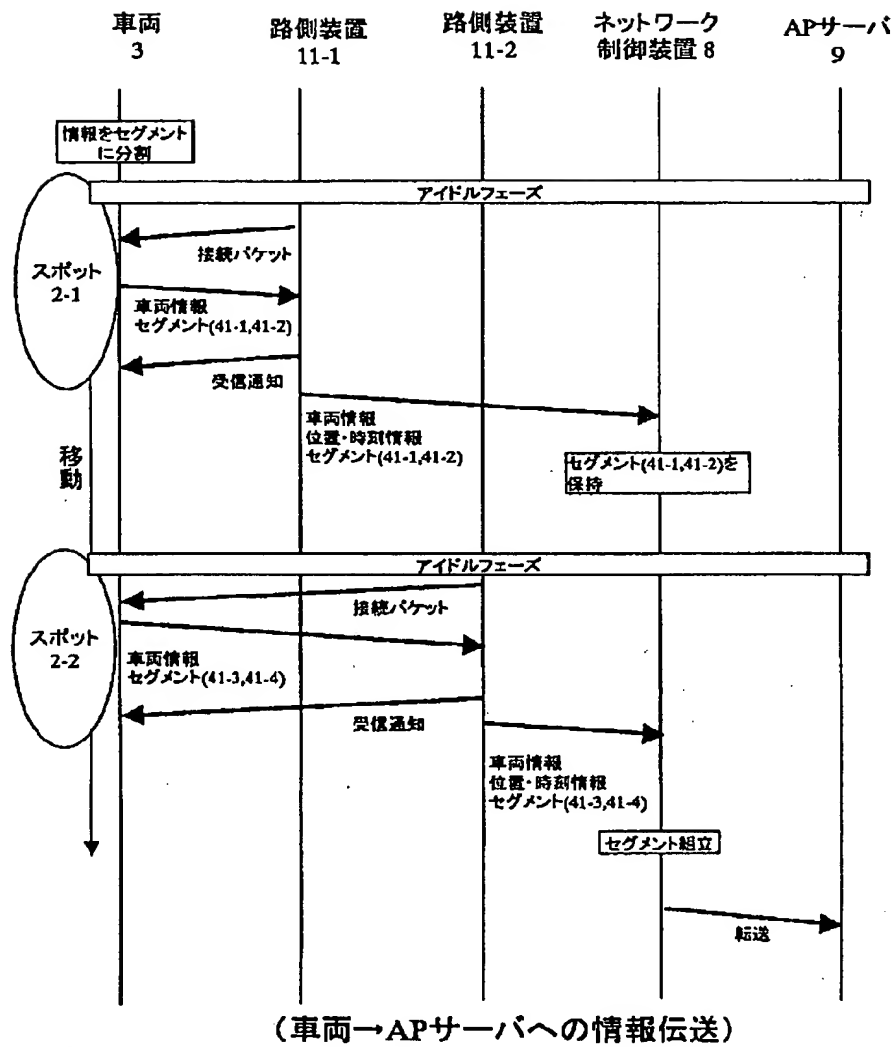 車両
3
路側装置
11-1
路側装置
11-2
ネットワーク
制御装置 8
APサーバ
9
情報をセグメント
に分割
アイドルフェーズ
スポット
2-1
接続パケット
車両情報
セグメント(41-1,41-2)
受信通知
車両情報
位置・時刻情報
セグメント(41-1,41-2)
セグメント(41-1,41-2)を
保持
移動
アイドルフェーズ
スポット
2-2
接続パケット
車両情報
セグメント(41-3,41-4)
受信通知
車両情報
位置・時刻情報
セグメント(41-3,41-4)
セグメント組立
転送
(車両→APサーバへの情報伝送)